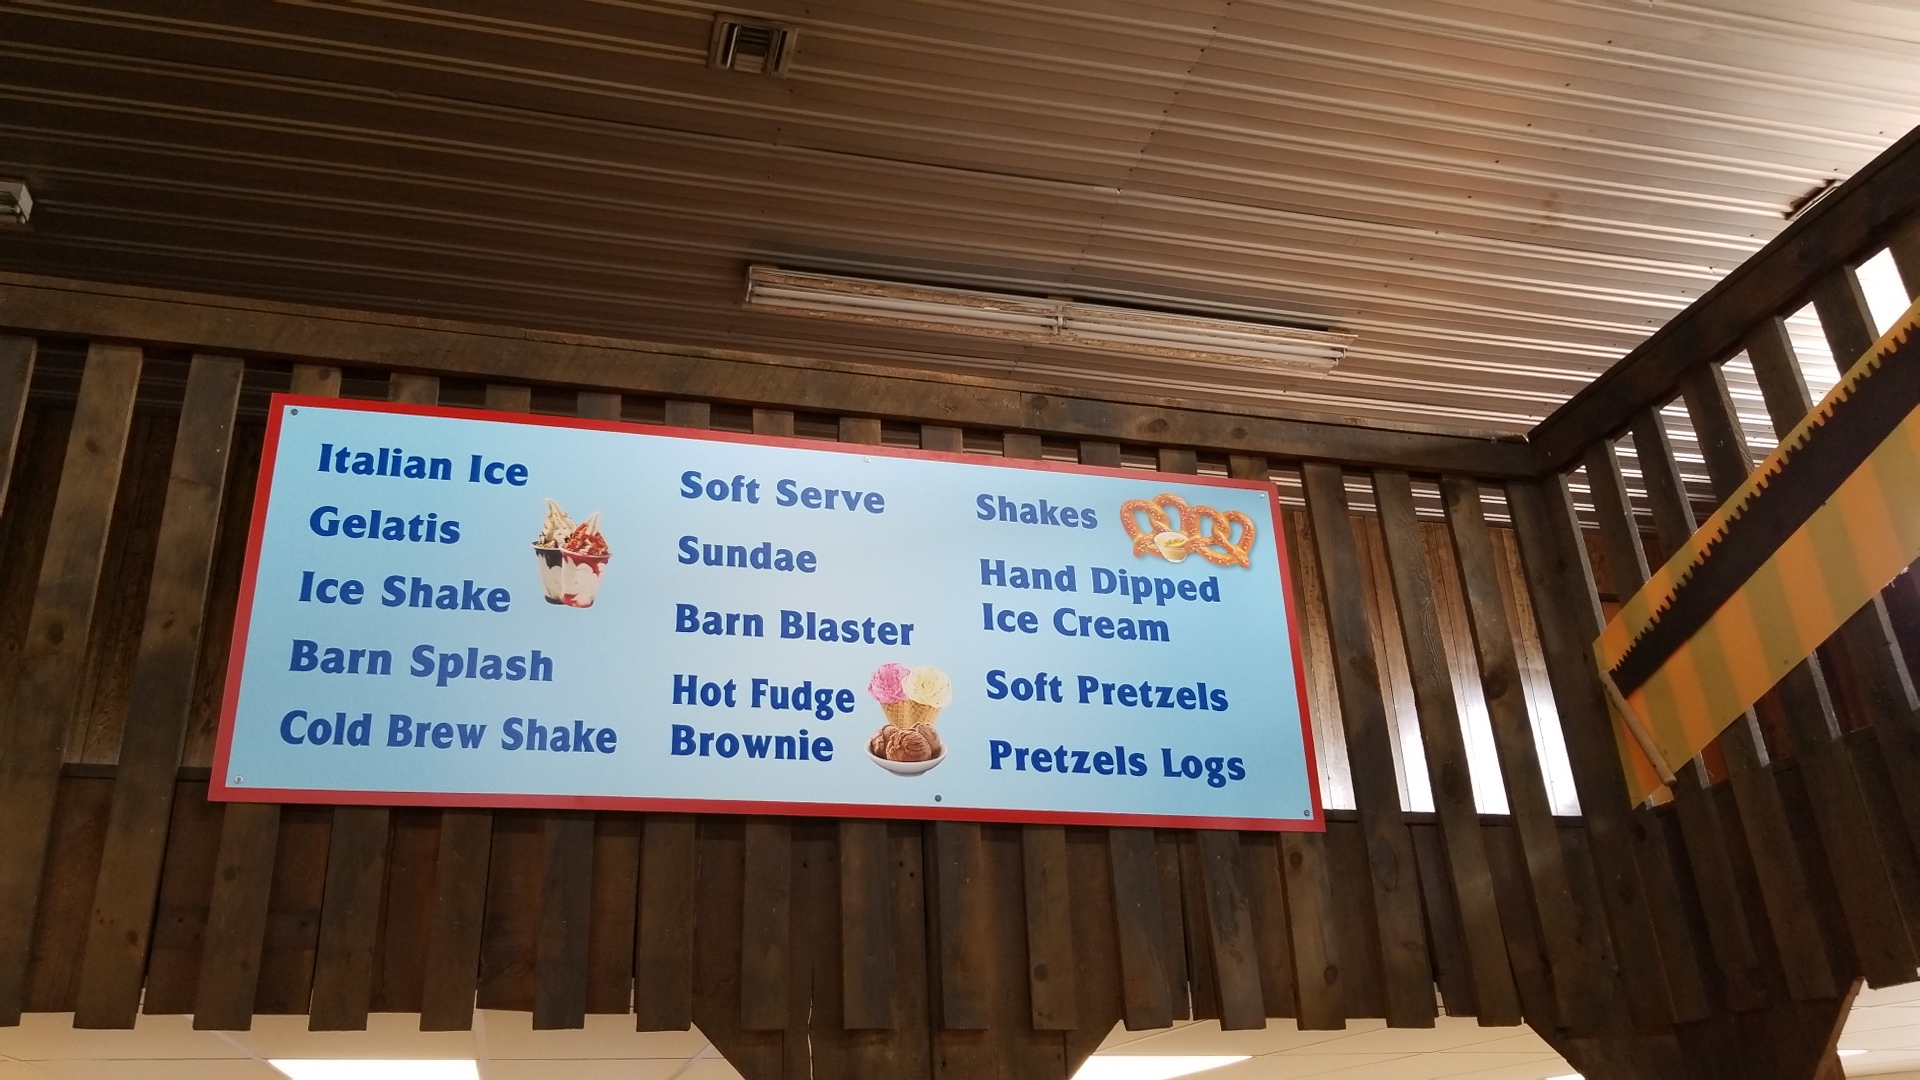 Italian Ice
Gelatis
Ice Shake
Barn Splash
Cold Brew Shake
Soft Serve
Sundae
Barn Blaster
Hot Fudge
Brownie
Shakes
Hand Dipped
Ice Cream
Soft Pretzels
Pretzels Logs